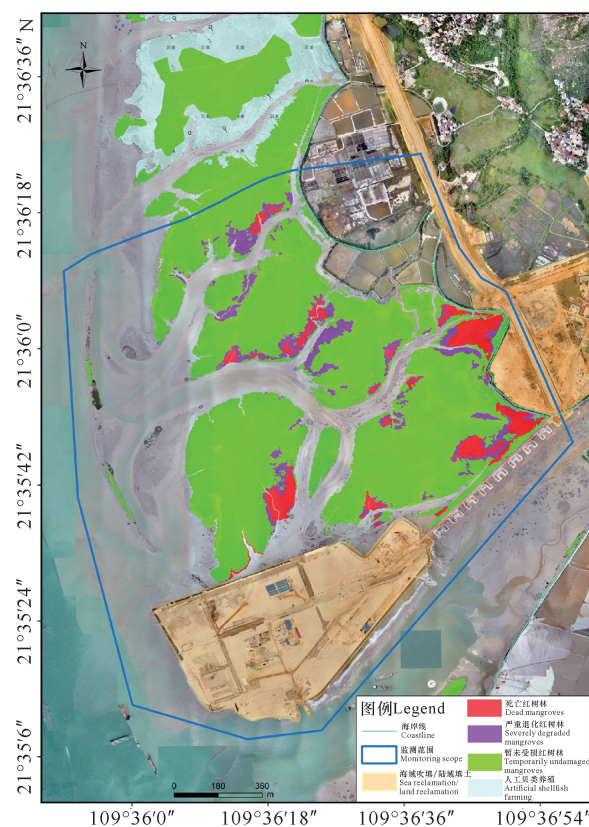 N
N
21°36′36″
21°36′18″
21°36′0″
21°35′42″
21°35′24″
21°35′6″
图例Legend
海岸线
Coastline
监测范围
Monitoring scope
海域吹填/陆域填土
Sea reclamation/
land reclamation
死亡红树林
Dead mangroves
严重退化红树林
Severely degraded
mangroves
暂未受损红树林
Temporarily undamaged
mangroves
人工贝类养殖
Artificial shellfish
farming
0 180 360
m
109°36′0″ 109°36′18″ 109°36′36″ 109°36′54″